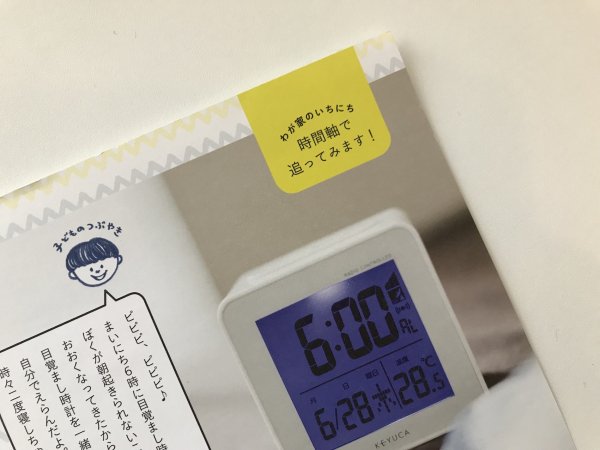 わが家のいちにち
時間軸で
追ってみます！
子どものつぶやき
ピピピ、ピピピ♪
まいにち6時に目覚まし時
ぼくが朝起きられないこ
おおくなってきたから
目覚まし時計を一緒
自分でえらんだよ。
時々二度寝しち
RADIO CONTROLLED
6:00
AL
月 日 曜日 温度
6/28 木 28.5 ℃
KEYUCA